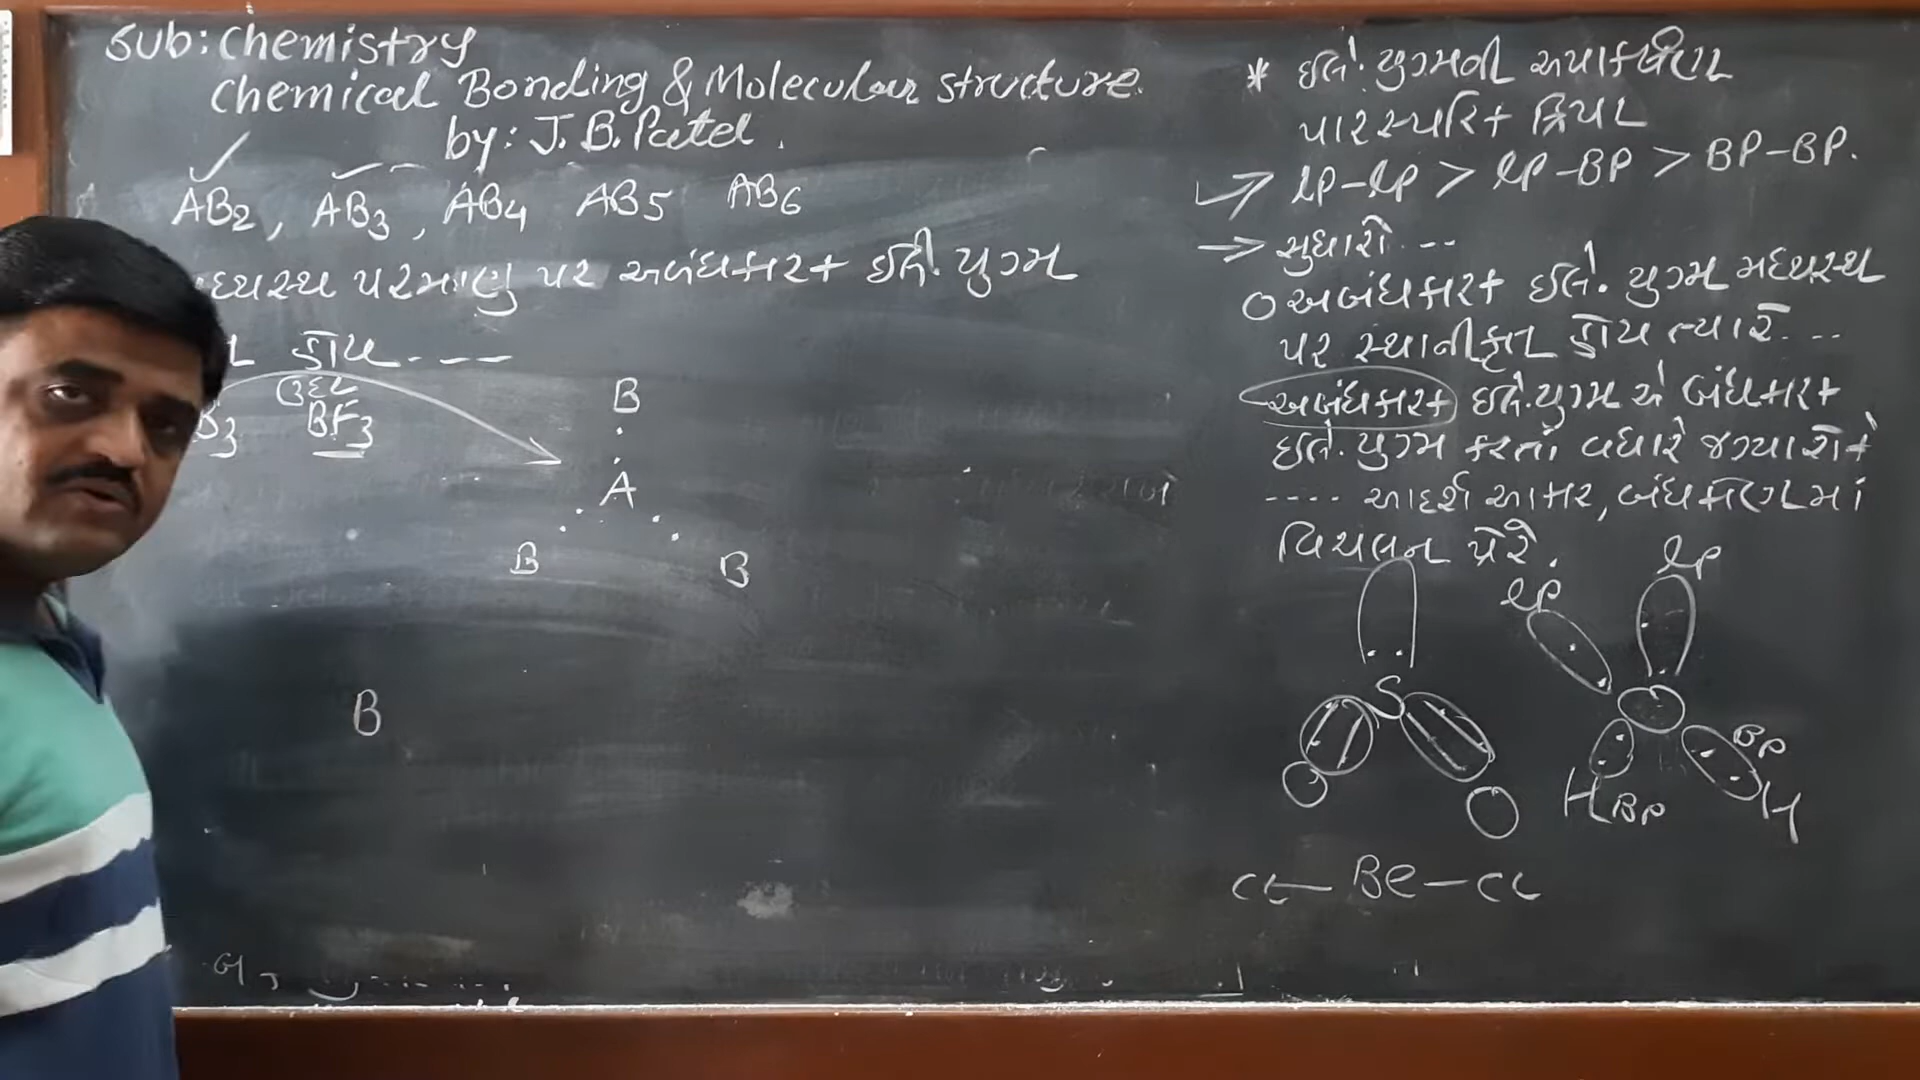 Sub: Chemistry
Chemical Bonding & Molecular structure.
by: J. B. Patel.
AB2, AB3, AB4 AB5 AB6
પરમાણુ પર અબંધકારક ઈલે. યુગ્મ
હોય ----
ઉદા
B3 BF3
B
A
B B
B
* ઈલે. યુગ્મની અપાકર્ષીય
પારસ્પરિક ક્રિયા
→ lp-lp > lp-BP > BP-BP.
→ સુધારો --
○ અબંધકારક ઈલે. યુગ્મ મધ્યસ્થ
પર સ્થાનીકૃત હોય ત્યારે ---
અબંધકારક ઈલે. યુગ્મ એ બંધકારક
ઈલે. યુગ્મ કરતાં વધારે જગ્યા રોકે
---- આદર્શ આકાર, બંધકોણમાં
વિચલન પ્રેરે.
lp lp
S
BP
H BP H
Cl — Be — Cl